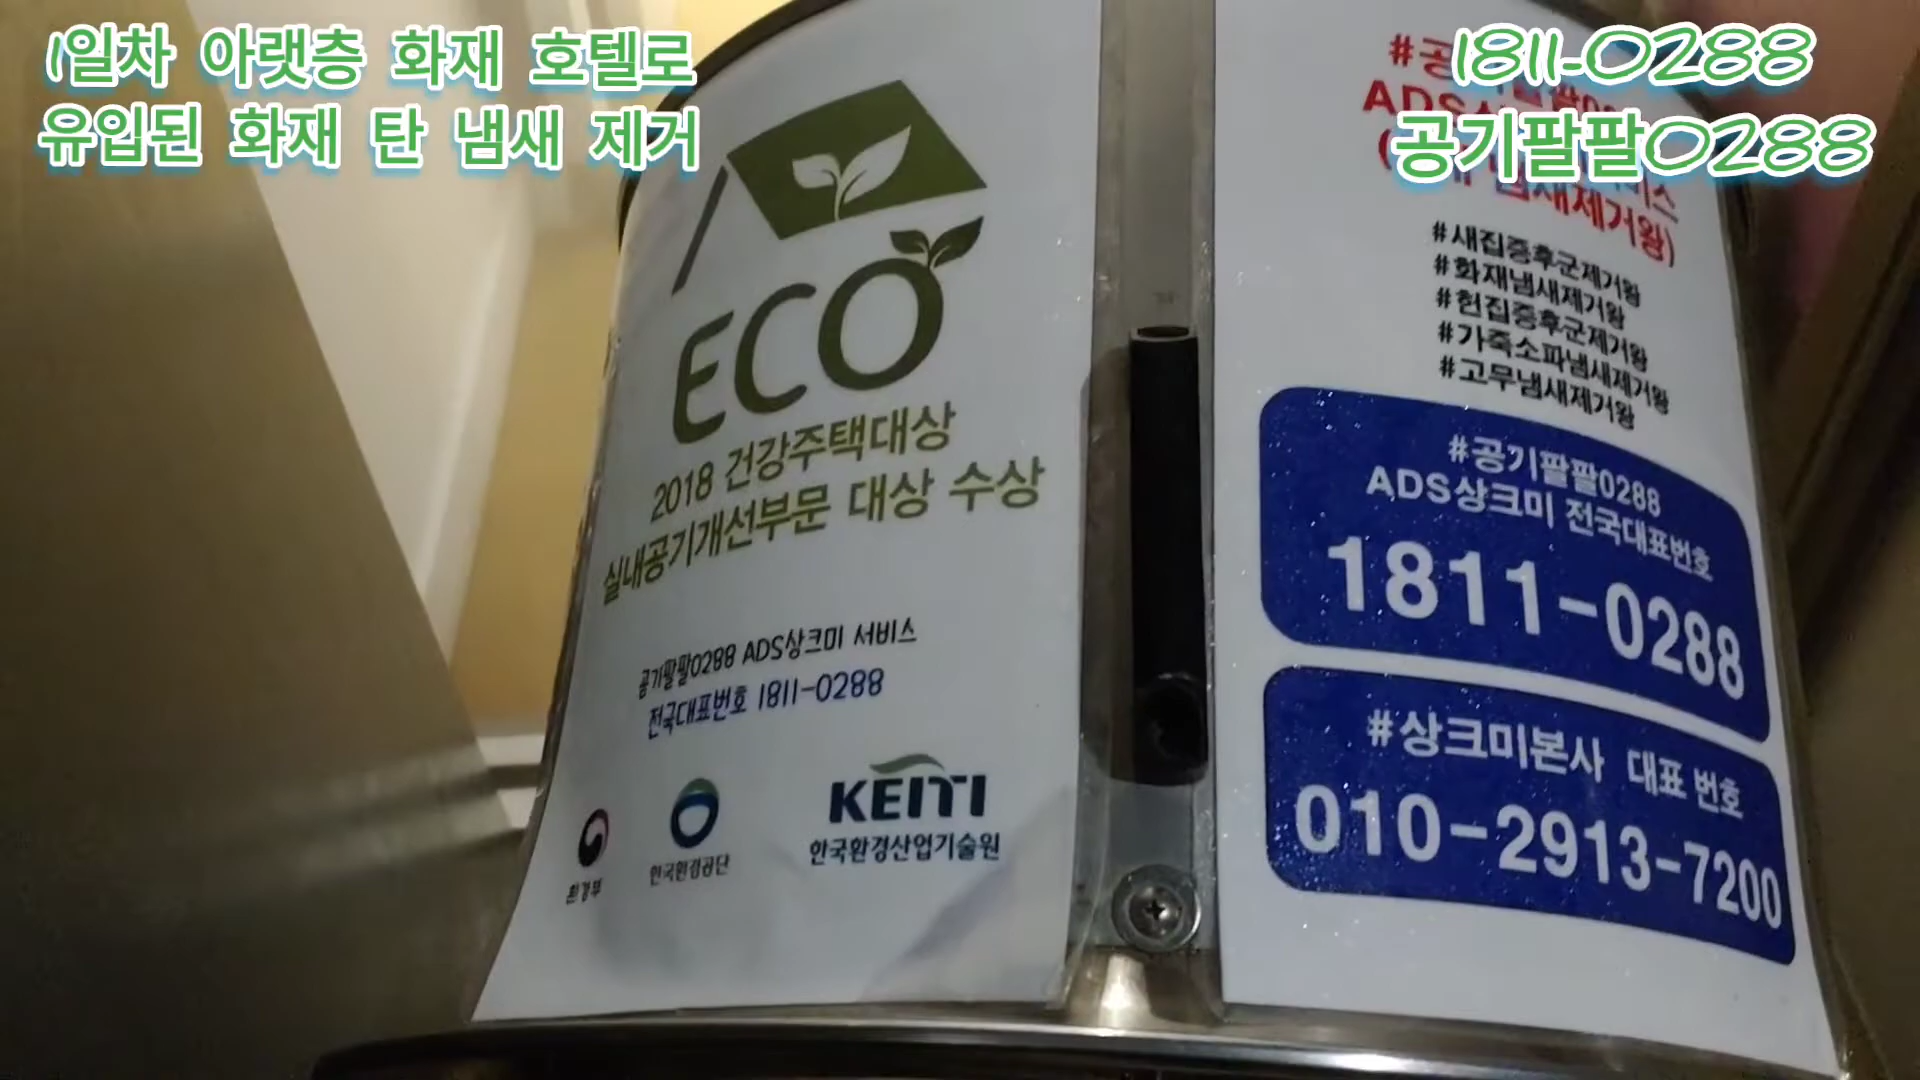 1일차 아랫층 화재 호텔로
유입된 화재 탄 냄새 제거
1811-0288
공기팔팔0288
ECO
2018 건강주택대상
실내공기개선부문 대상 수상
공기팔팔0288 ADS상크미 서비스
전국대표번호 1811-0288
환경부
한국환경공단
KEITI
한국환경산업기술원
#새집증후군제거왕
#화재냄새제거왕
#헌집증후군제거왕
#가죽소파냄새제거왕
#고무냄새제거왕
#공기팔팔0288
ADS상크미 전국대표번호
1811-0288
#상크미본사 대표 번호
010-2913-7200